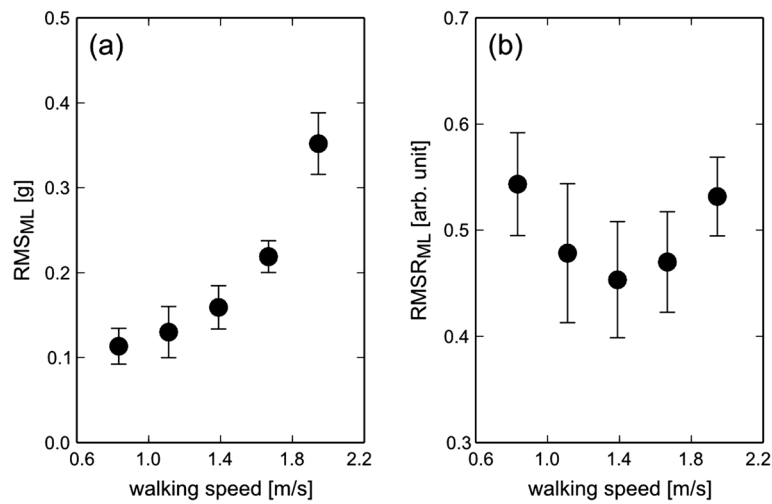 (a)
RMS_ML [g]
0.5
0.4
0.3
0.2
0.1
0.0
0.6 1.0 1.4 1.8 2.2
walking speed [m/s]
(b)
RMSR_ML [arb. unit]
0.7
0.6
0.5
0.4
0.3
0.6 1.0 1.4 1.8 2.2
walking speed [m/s]